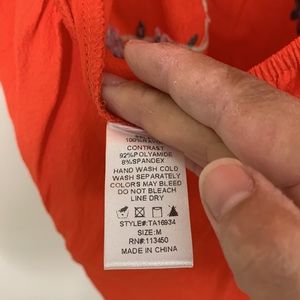 CONTRAST:
92%POLYAMIDE
8%SPANDEX
HAND WASH COLD
WASH SEPARATELY
COLORS MAY BLEED
DO NOT BLEACH
LINE DRY
STYLE#:TA16934
SIZE:M
RN#:113450
MADE IN CHINA